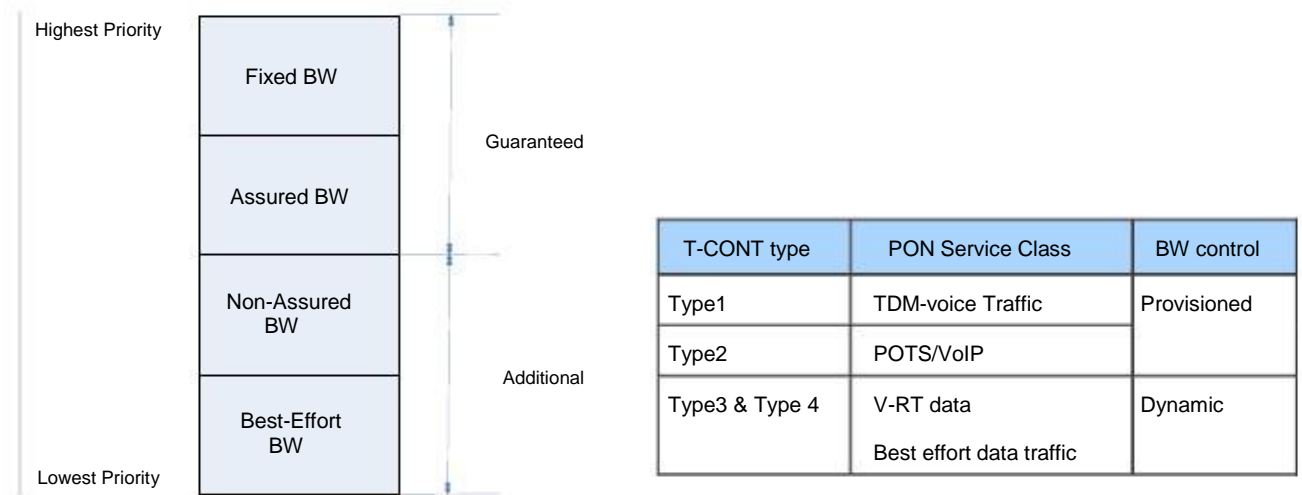 Highest Priority
Fixed BW
Guaranteed
Assured BW
Non-Assured
BW
Additional
Best-Effort
BW
Lowest Priority
T-CONT type PON Service Class BW control
Type1 TDM-voice Traffic Provisioned
Type2 POTS/VoIP
Type3 & Type 4 V-RT data Dynamic
Best effort data traffic